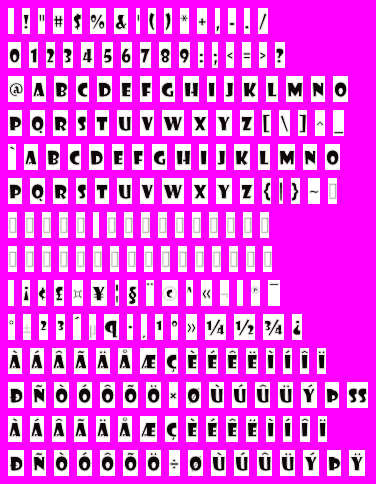 ! " # $ % & ' ( ) * + , - . /
0 1 2 3 4 5 6 7 8 9 : ; < = > ?
@ A B C D E F G H I J K L M N O
P Q R S T U V W X Y Z [ \ ] ^ _
` A B C D E F G H I J K L M N O
P Q R S T U V W X Y Z { | } ~
¡ ¢ £ ¤ ¥ ¦ § ¨ © ª « ¬ ® ¯
° ± ² ³ ´ µ ¶ · ¸ ¹ º » ¼ ½ ¾ ¿
À Á Â Ã Ä Å Æ Ç È É Ê Ë Ì Í Î Ï
Ð Ñ Ò Ó Ô Õ Ö × Ø Ù Ú Û Ü Ý Þ SS
À Á Â Ã Ä Å Æ Ç È É Ê Ë Ì Í Î Ï
Ð Ñ Ò Ó Ô Õ Ö ÷ Ø Ù Ú Û Ü Ý Þ Ÿ